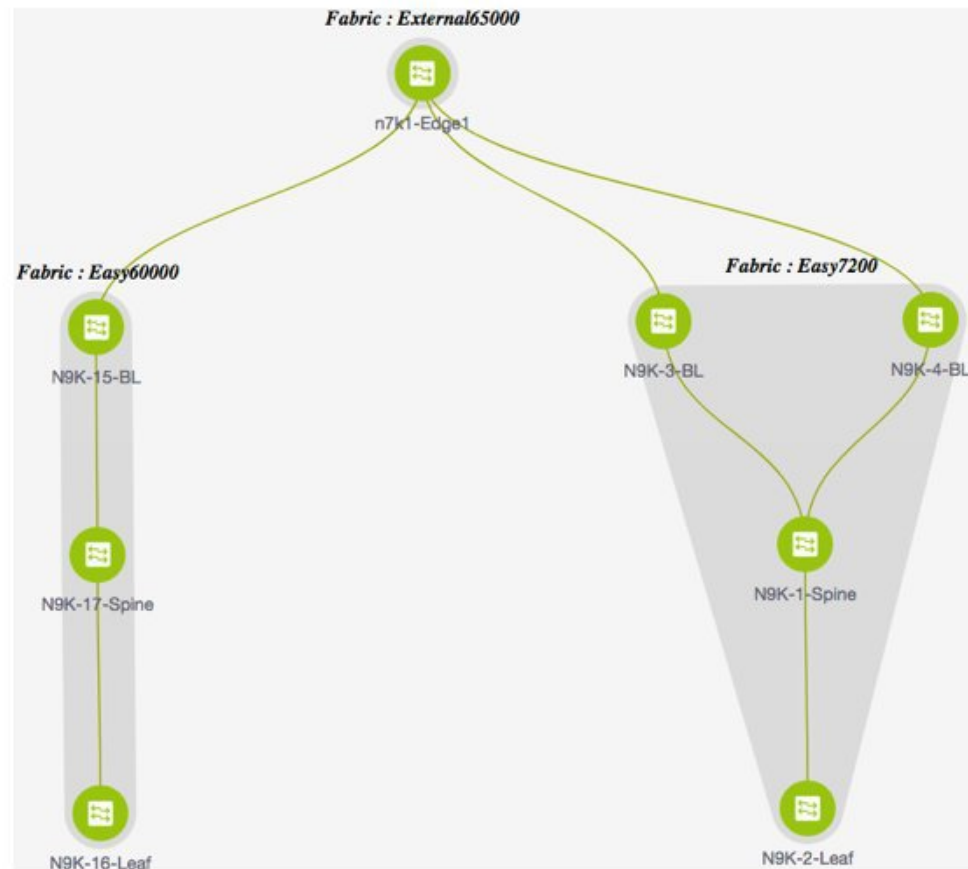 Fabric : External65000
n7k1-Edge1
Fabric : Easy60000
Fabric : Easy7200
N9K-15-BL
N9K-3-BL
N9K-4-BL
N9K-17-Spine
N9K-1-Spine
N9K-16-Leaf
N9K-2-Leaf